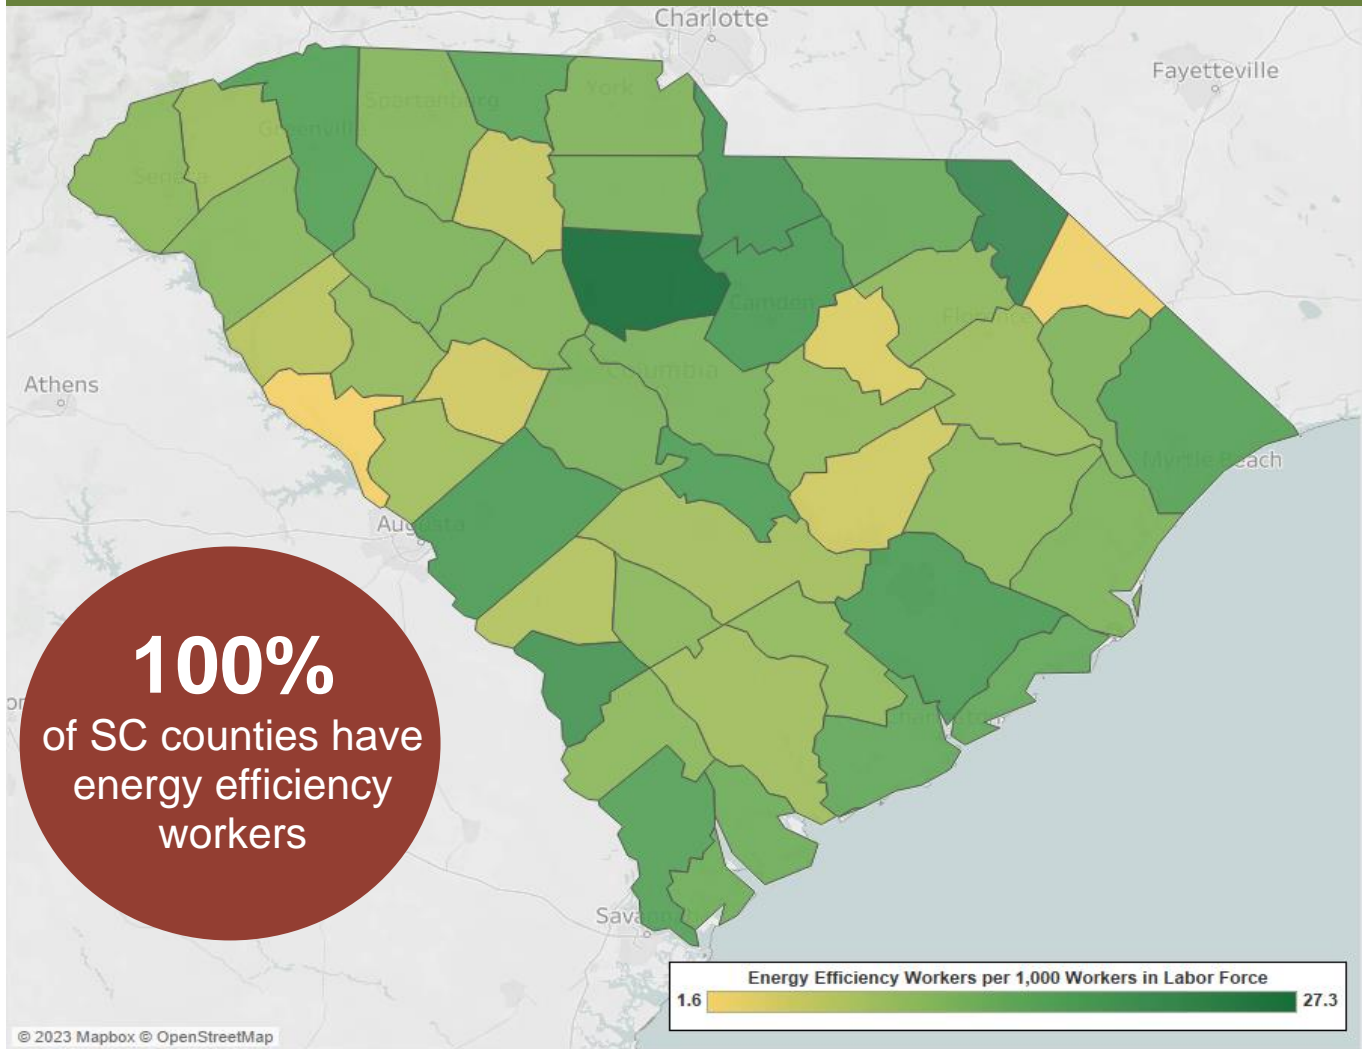 Charlotte
Fayetteville
Spartanburg
York
Greenville
Seneca
Camden
Florence
Columbia
Athens
Myrtle Beach
Augusta
100%
of SC counties have
energy efficiency
workers
Charleston
Savannah
Energy Efficiency Workers per 1,000 Workers in Labor Force
1.6
27.3
© 2023 Mapbox © OpenStreetMap